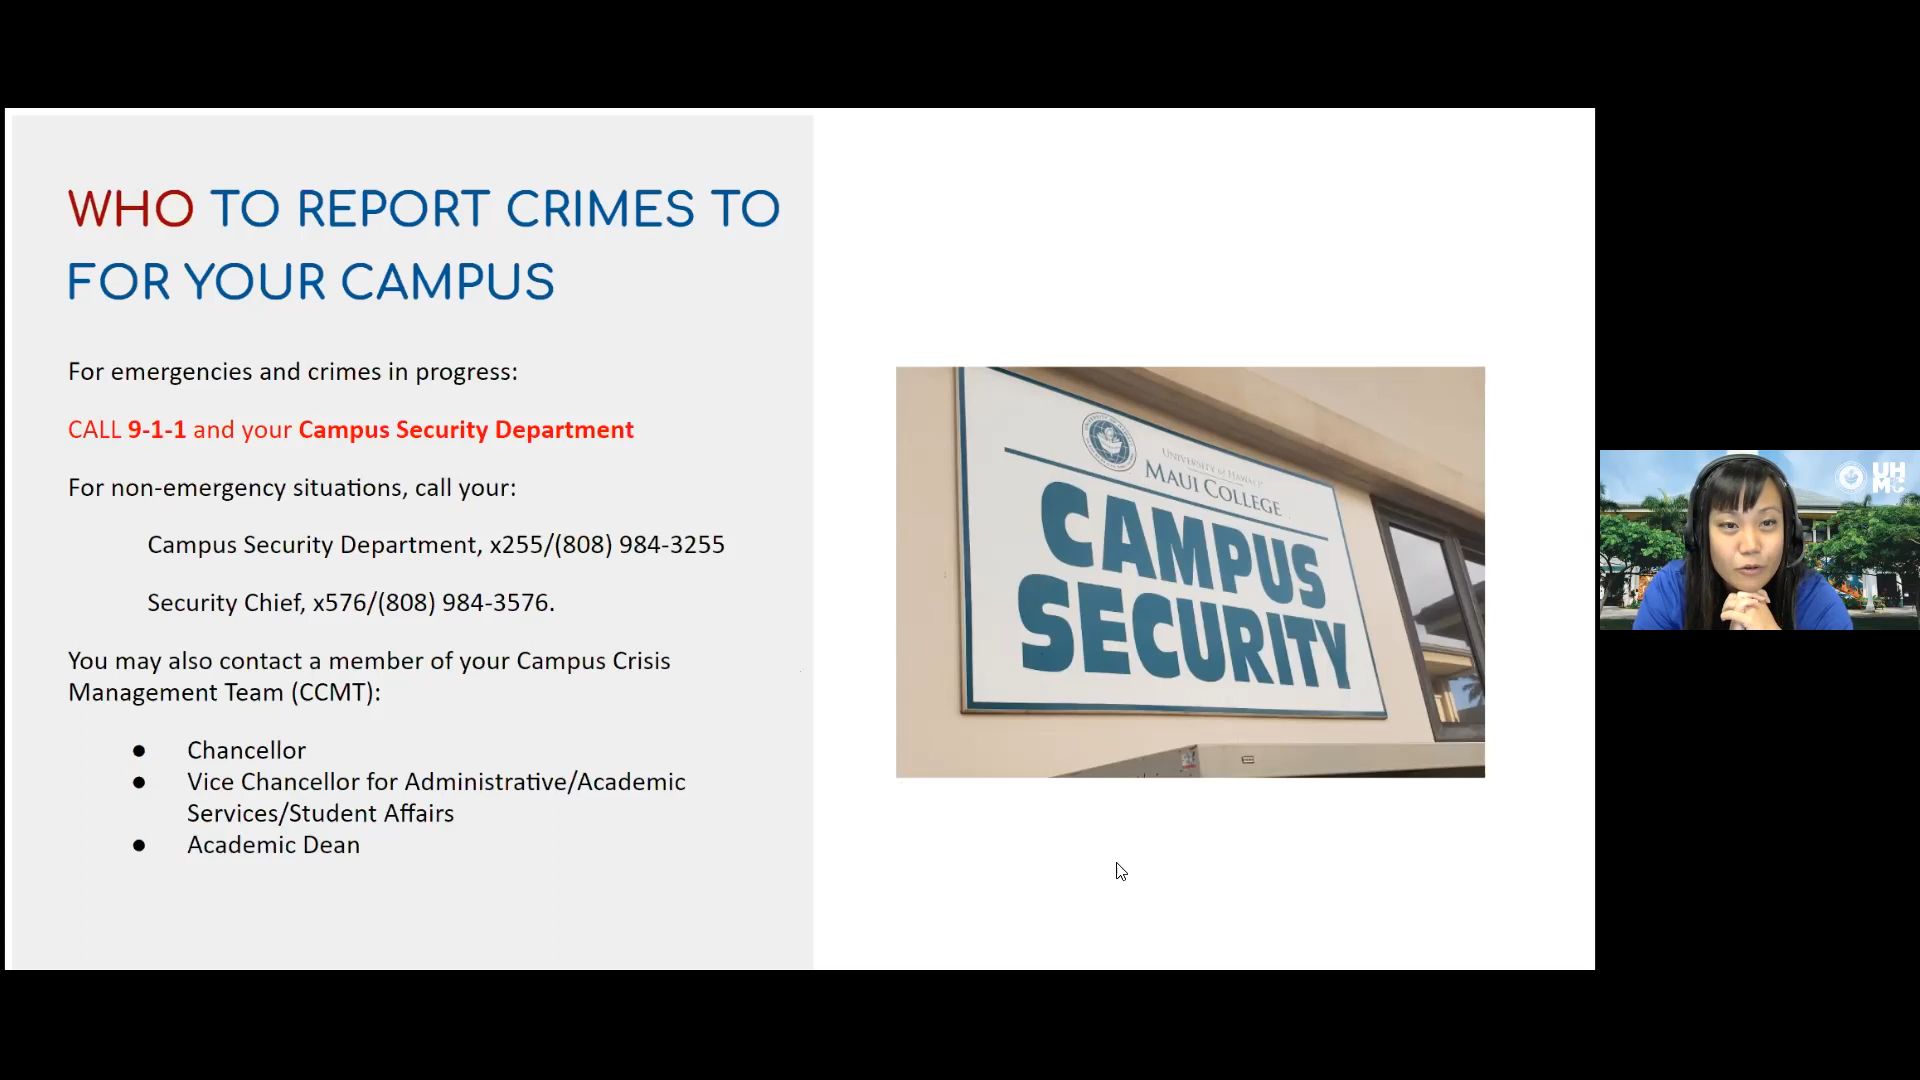 WHO TO REPORT CRIMES TO
FOR YOUR CAMPUS
For emergencies and crimes in progress:
CALL 9-1-1 and your Campus Security Department
For non-emergency situations, call your:
Campus Security Department, x255/(808) 984-3255
Security Chief, x576/(808) 984-3576.
You may also contact a member of your Campus Crisis
Management Team (CCMT):
● Chancellor
● Vice Chancellor for Administrative/Academic
Services/Student Affairs
● Academic Dean
UNIVERSITY of HAWAI'I
MAUI COLLEGE
CAMPUS
SECURITY
UH
MC